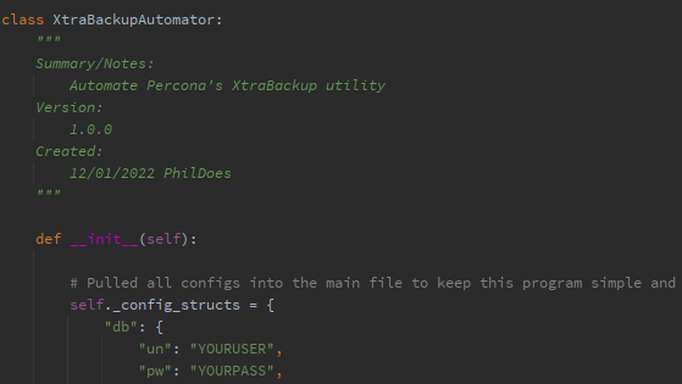 class XtraBackupAutomator:
"""
Summary/Notes:
Automate Percona's XtraBackup utility
Version:
1.0.0
Created:
12/01/2022 PhilDoes
"""
def __init__(self):
# Pulled all configs into the main file to keep this program simple and
self._config_structs = {
"db": {
"un": "YOURUSER",
"pw": "YOURPASS",